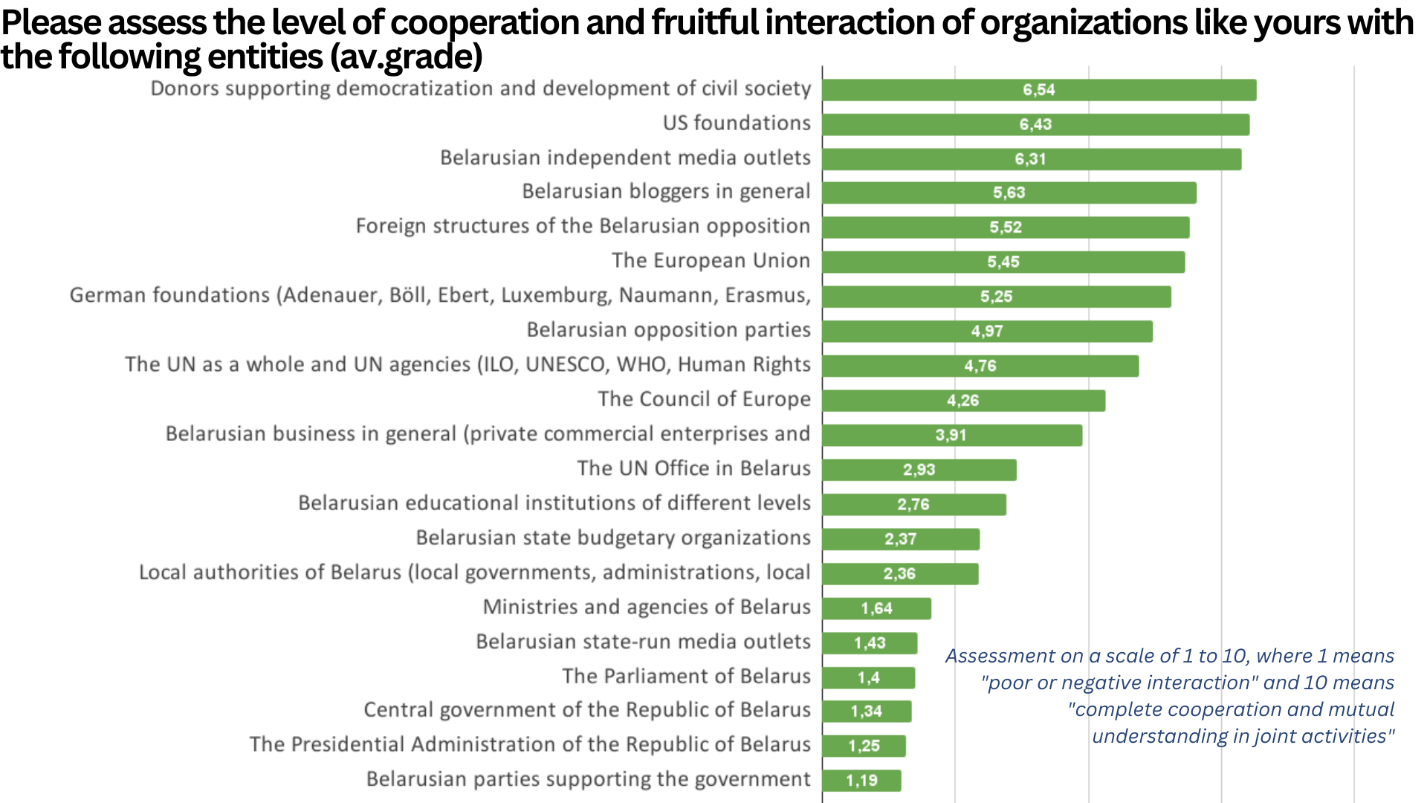 Please assess the level of cooperation and fruitful interaction of organizations like yours with
the following entities (av.grade)
Donors supporting democratization and development of civil society 6,54
US foundations 6,43
Belarusian independent media outlets 6,31
Belarusian bloggers in general 5,63
Foreign structures of the Belarusian opposition 5,52
The European Union 5,45
German foundations (Adenauer, Böll, Ebert, Luxemburg, Naumann, Erasmus, 5,25
Belarusian opposition parties 4,97
The UN as a whole and UN agencies (ILO, UNESCO, WHO, Human Rights 4,76
The Council of Europe 4,26
Belarusian business in general (private commercial enterprises and 3,91
The UN Office in Belarus 2,93
Belarusian educational institutions of different levels 2,76
Belarusian state budgetary organizations 2,37
Local authorities of Belarus (local governments, administrations, local 2,36
Ministries and agencies of Belarus 1,64
Belarusian state-run media outlets 1,43
The Parliament of Belarus 1,4
Central government of the Republic of Belarus 1,34
The Presidential Administration of the Republic of Belarus 1,25
Belarusian parties supporting the government 1,19
Assessment on a scale of 1 to 10, where 1 means
"poor or negative interaction" and 10 means
"complete cooperation and mutual
understanding in joint activities"